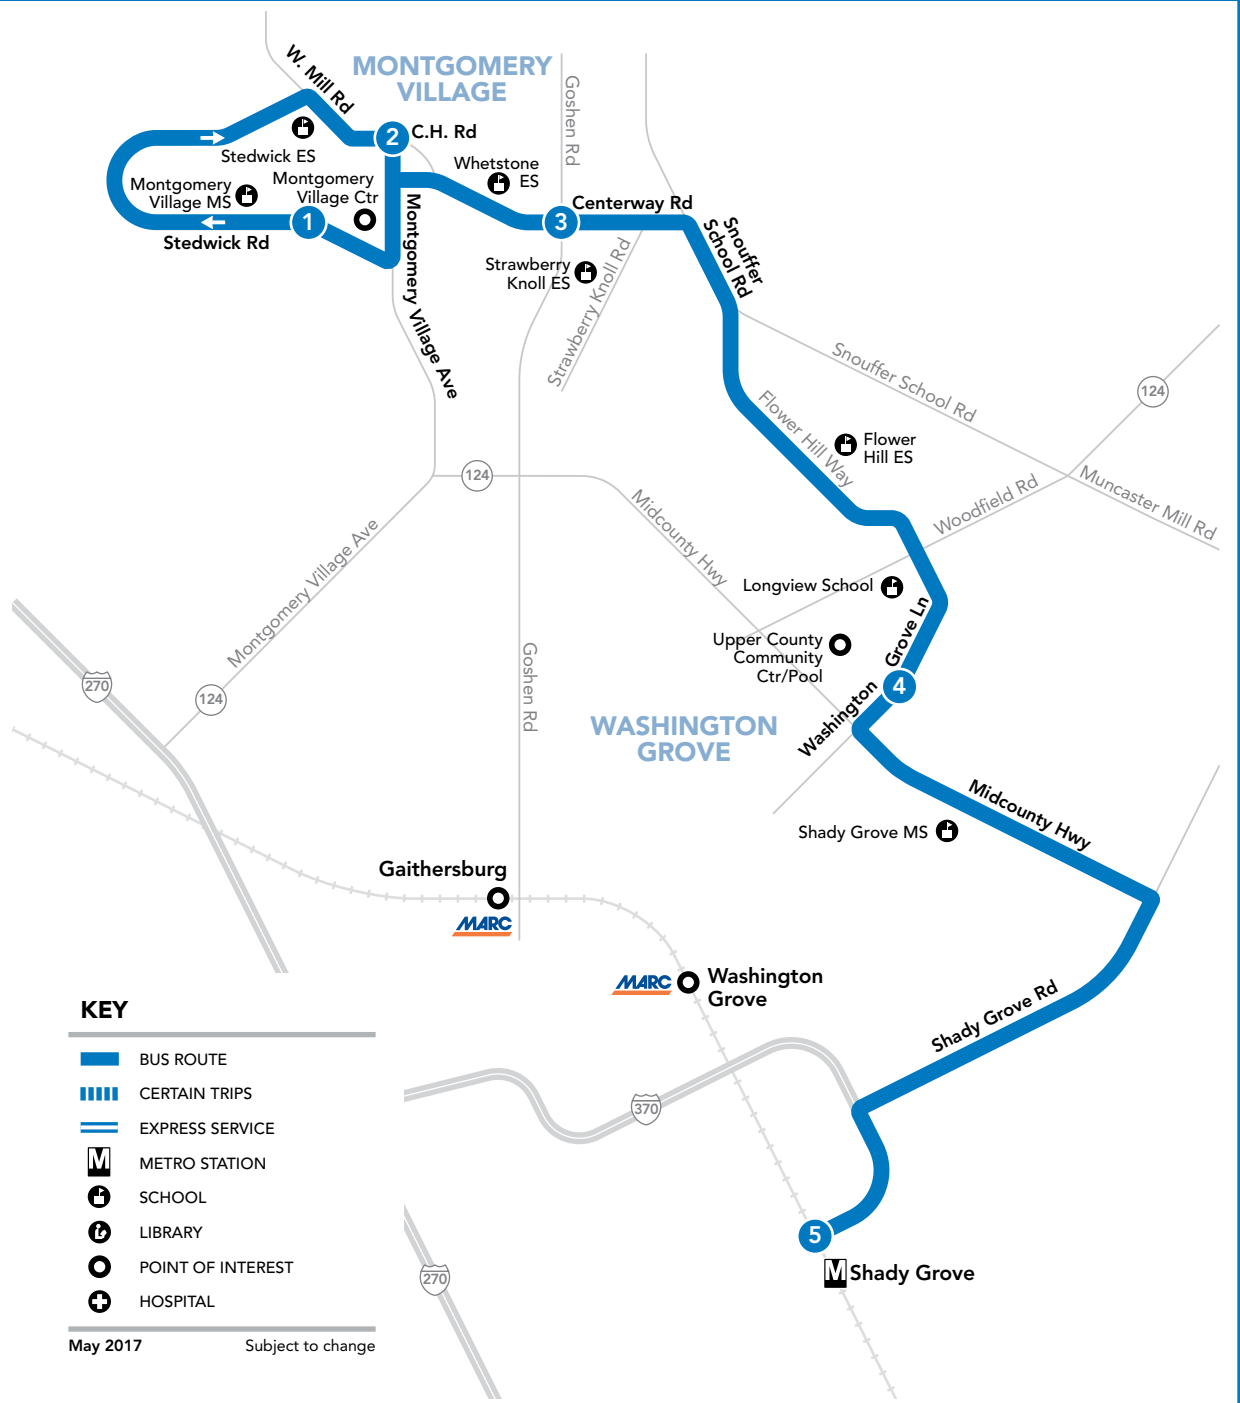 W. Mill Rd
MONTGOMERY
VILLAGE
Goshen Rd
2
C.H. Rd
Stedwick ES
Whetstone
ES
Montgomery
Village MS
Montgomery
Village Ctr
1
Stedwick Rd
Montgomery Village Ave
3
Centerway Rd
Snouffer
School Rd
Strawberry
Knoll ES
Strawberry Knoll Rd
Snouffer School Rd
124
Flower Hill Way
Flower
Hill ES
124
Midcounty Hwy
Woodfield Rd
Muncaster Mill Rd
Montgomery Village Ave
Longview School
Grove Ln
Upper County
Community
Ctr/Pool
Goshen Rd
270
124
4
Washington
WASHINGTON
GROVE
Midcounty Hwy
Shady Grove MS
Gaithersburg
MARC
MARC
Washington
Grove
Shady Grove Rd
370
5
M
Shady Grove
270
KEY
BUS ROUTE
CERTAIN TRIPS
EXPRESS SERVICE
M
METRO STATION
SCHOOL
LIBRARY
POINT OF INTEREST
HOSPITAL
May 2017
Subject to change